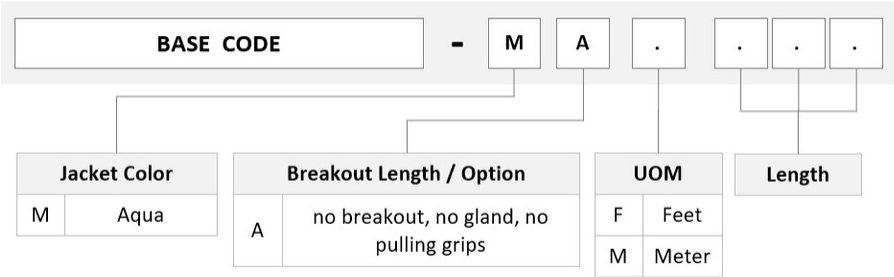 BASE CODE - M A . . . .
Jacket Color
M Aqua
Breakout Length / Option
A no breakout, no gland, no
pulling grips
UOM
F Feet
M Meter
Length